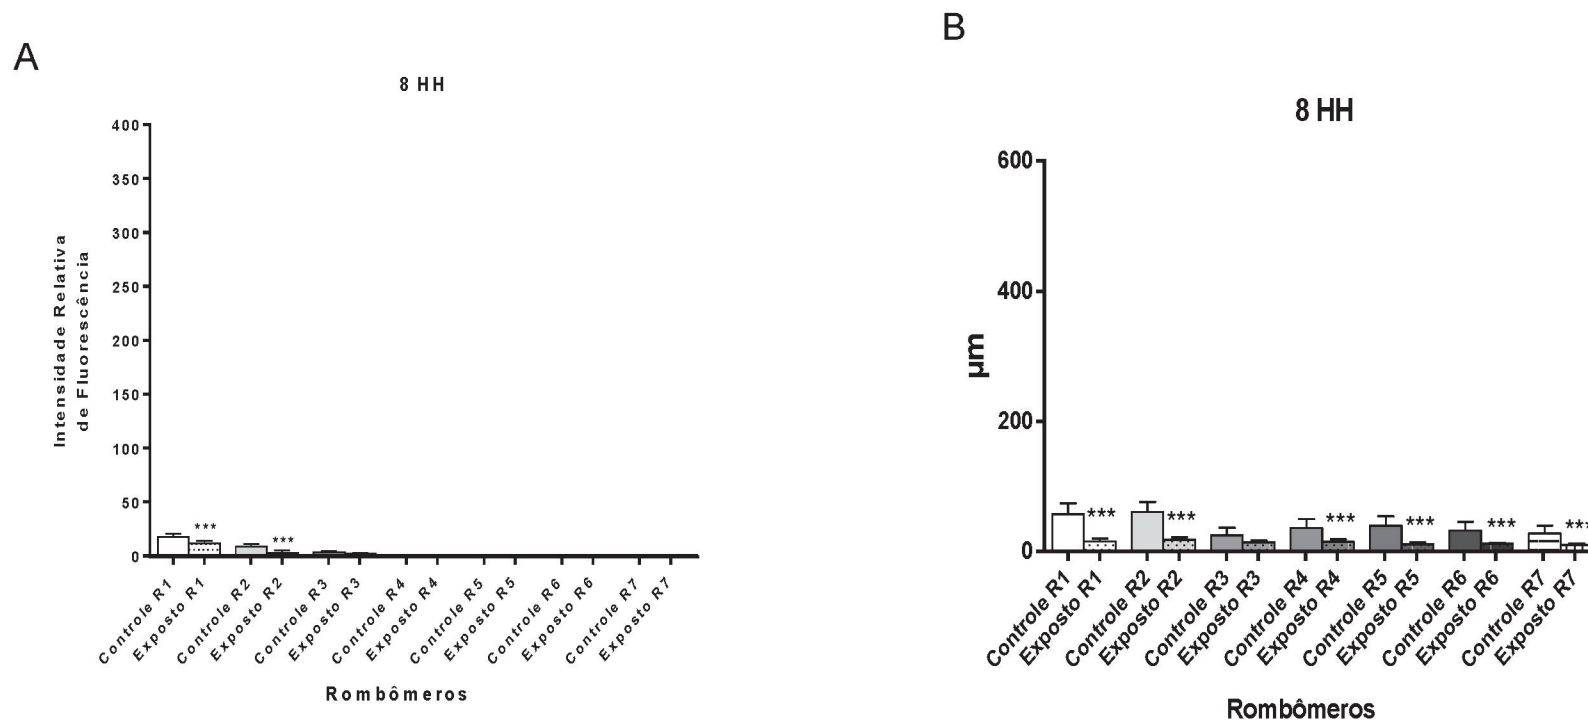 A
8 HH
Intensidade Relativa
de Fluorescência
400
350
300
250
200
150
100
50
0
***
***
Controle R1
Exposto R1
Controle R2
Exposto R2
Controle R3
Exposto R3
Controle R4
Exposto R4
Controle R5
Exposto R5
Controle R6
Exposto R6
Controle R7
Exposto R7
Rombômeros
B
8 HH
µm
600
400
200
0
***
***
***
***
***
***
Controle R1
Exposto R1
Controle R2
Exposto R2
Controle R3
Exposto R3
Controle R4
Exposto R4
Controle R5
Exposto R5
Controle R6
Exposto R6
Controle R7
Exposto R7
Rombômeros